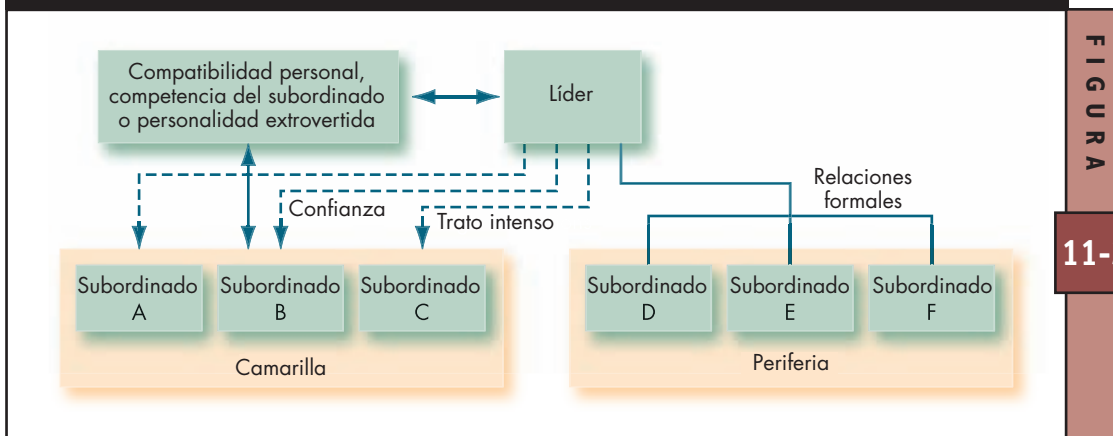 Compatibilidad personal,
competencia del subordinado
o personalidad extrovertida
Líder
Confianza
Trato intenso
Relaciones
formales
Subordinado
A
Subordinado
B
Subordinado
C
Camarilla
Subordinado
D
Subordinado
E
Subordinado
F
Periferia
FIGURA
11-